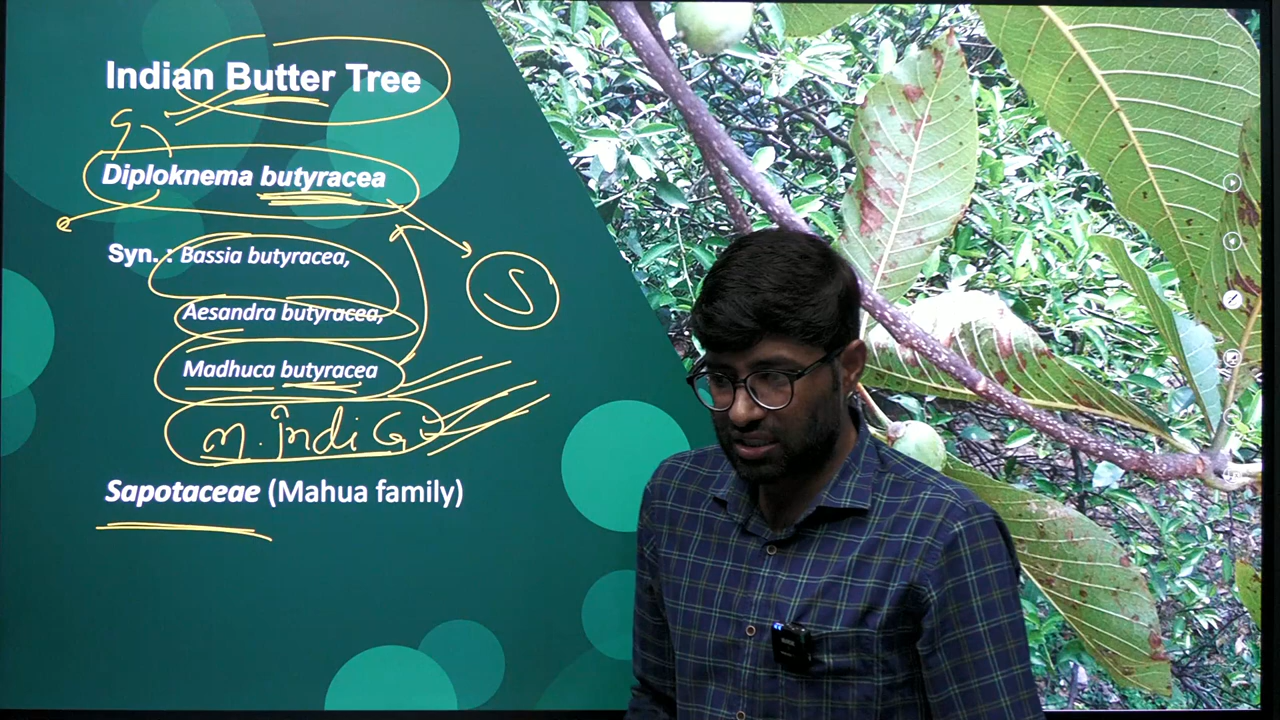 Indian Butter Tree
G
Diploknema butyracea
Syn. : Bassia butyracea,
S
Aesandra butyracea,
Madhuca butyracea
M. Indica
Sapotaceae (Mahua family)